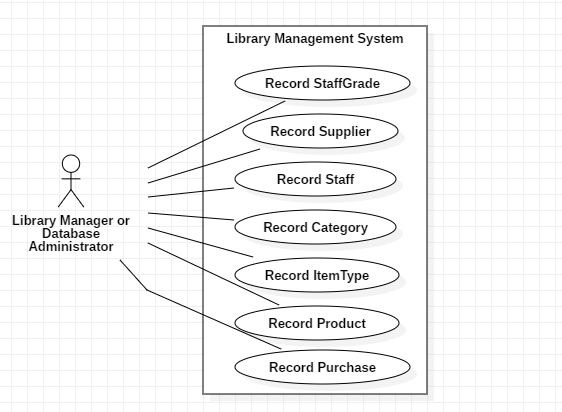 Library Management System
Record StaffGrade
Record Supplier
Record Staff
Record Category
Record ItemType
Record Product
Record Purchase
Library Manager or
Database
Administrator